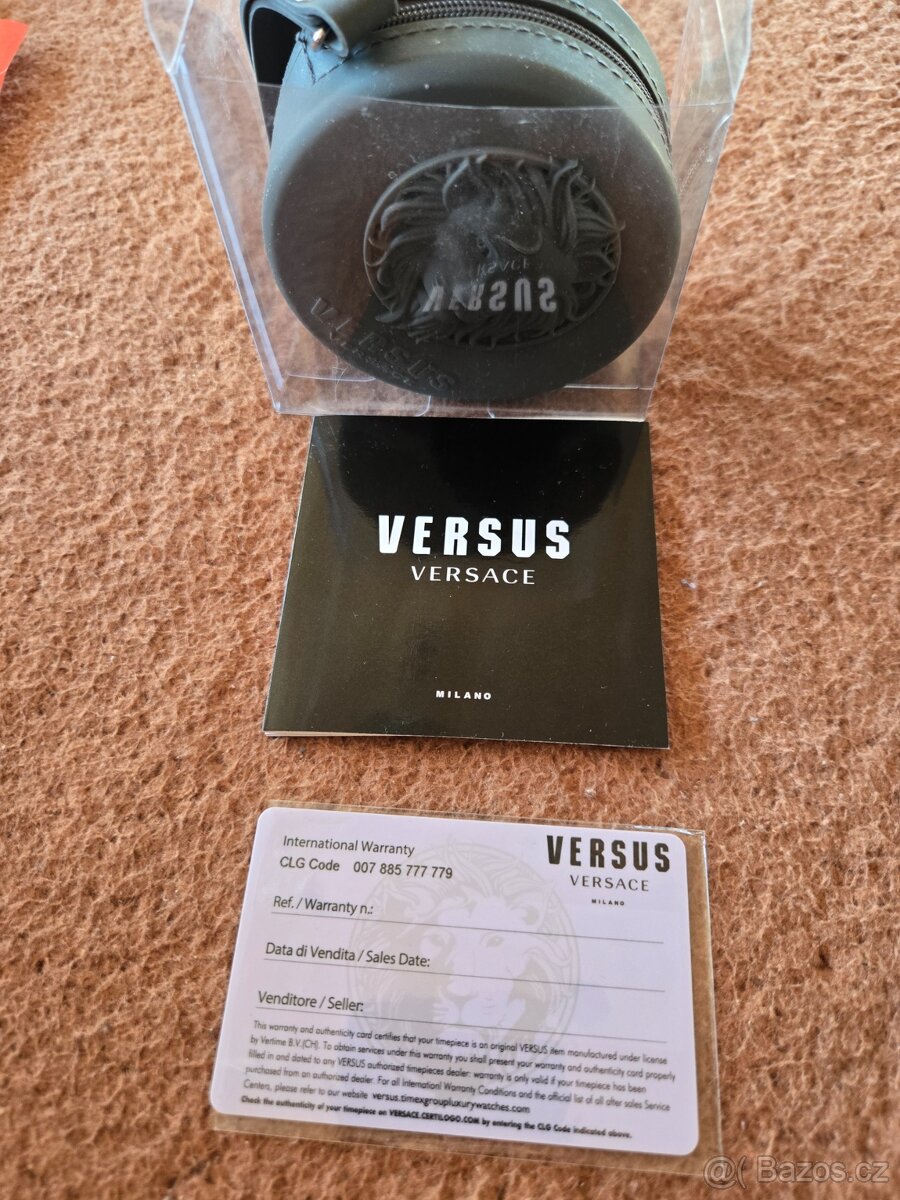 VERSUS
VERSUS
VERSACE
MILANO
International Warranty
CLG Code 007 885 777 779
VERSUS
VERSACE
MILANO
Ref. / Warranty n.:
Data di Vendita / Sales Date:
Venditore / Seller:
This warranty and authenticity card certifies that your timepiece is an original VERSUS item manufactured under license
by Vertime B.V.(CH). To obtain services under this warranty you shall present your warranty and authenticity card properly
filled in and dated to any VERSUS authorized timepieces dealer: warranty is only valid if your timepiece has been
purchased from an authorized dealer. For all International Warranty Conditions and the official list of all after sales Service
Centers, please refer to our website versus.timexgroupluxurywatches.com
Check the authenticity of your timepiece on VERSACE.CERTILOGO.COM by entering the CLG Code indicated above.
@( Bazos.cz